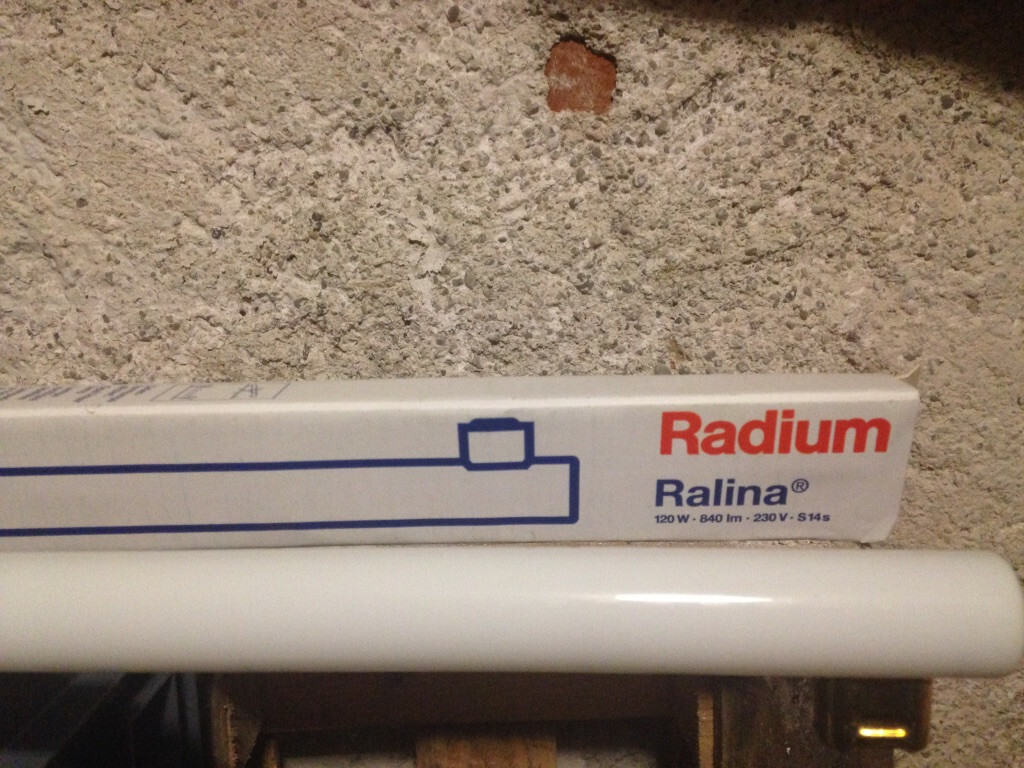 Radium
Ralina®
120 W · 840 lm · 230 V · S14s